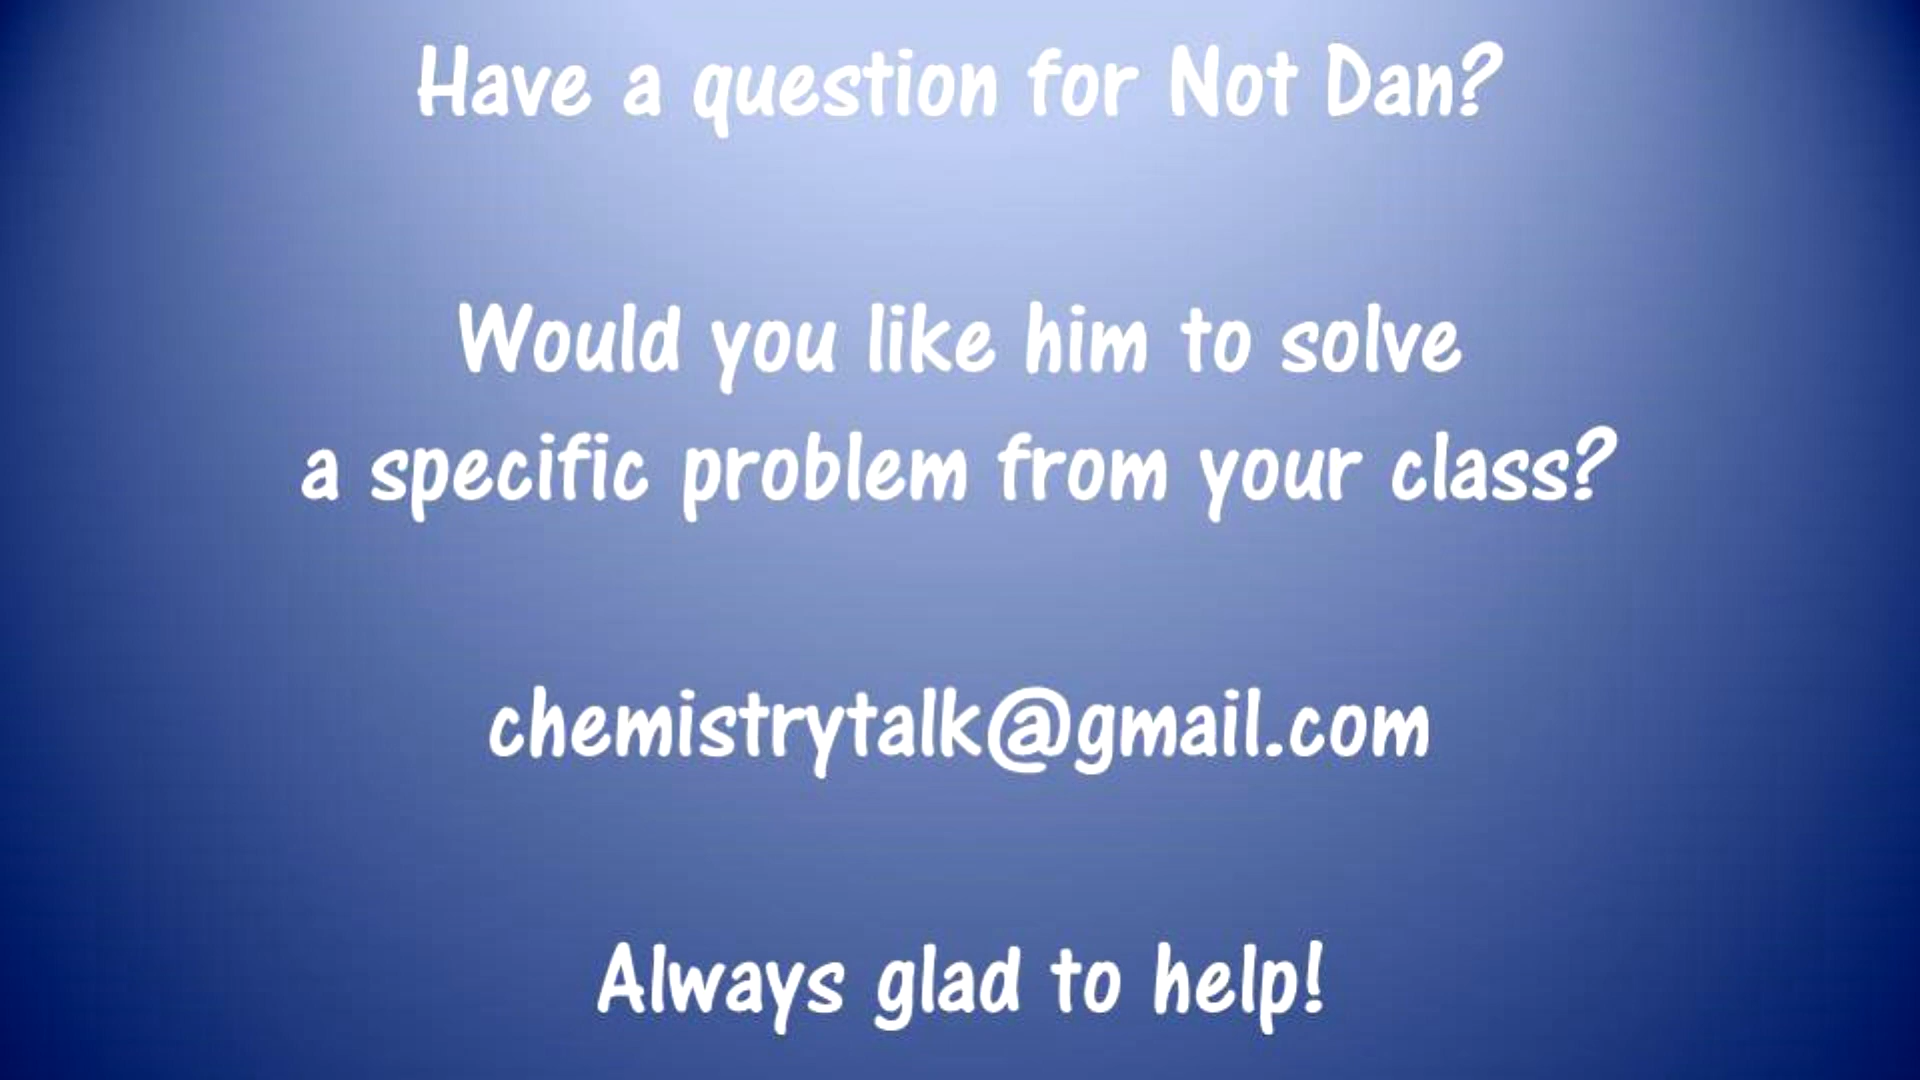 Have a question for Not Dan?
Would you like him to solve
a specific problem from your class?
chemistrytalk@gmail.com
Always glad to help!